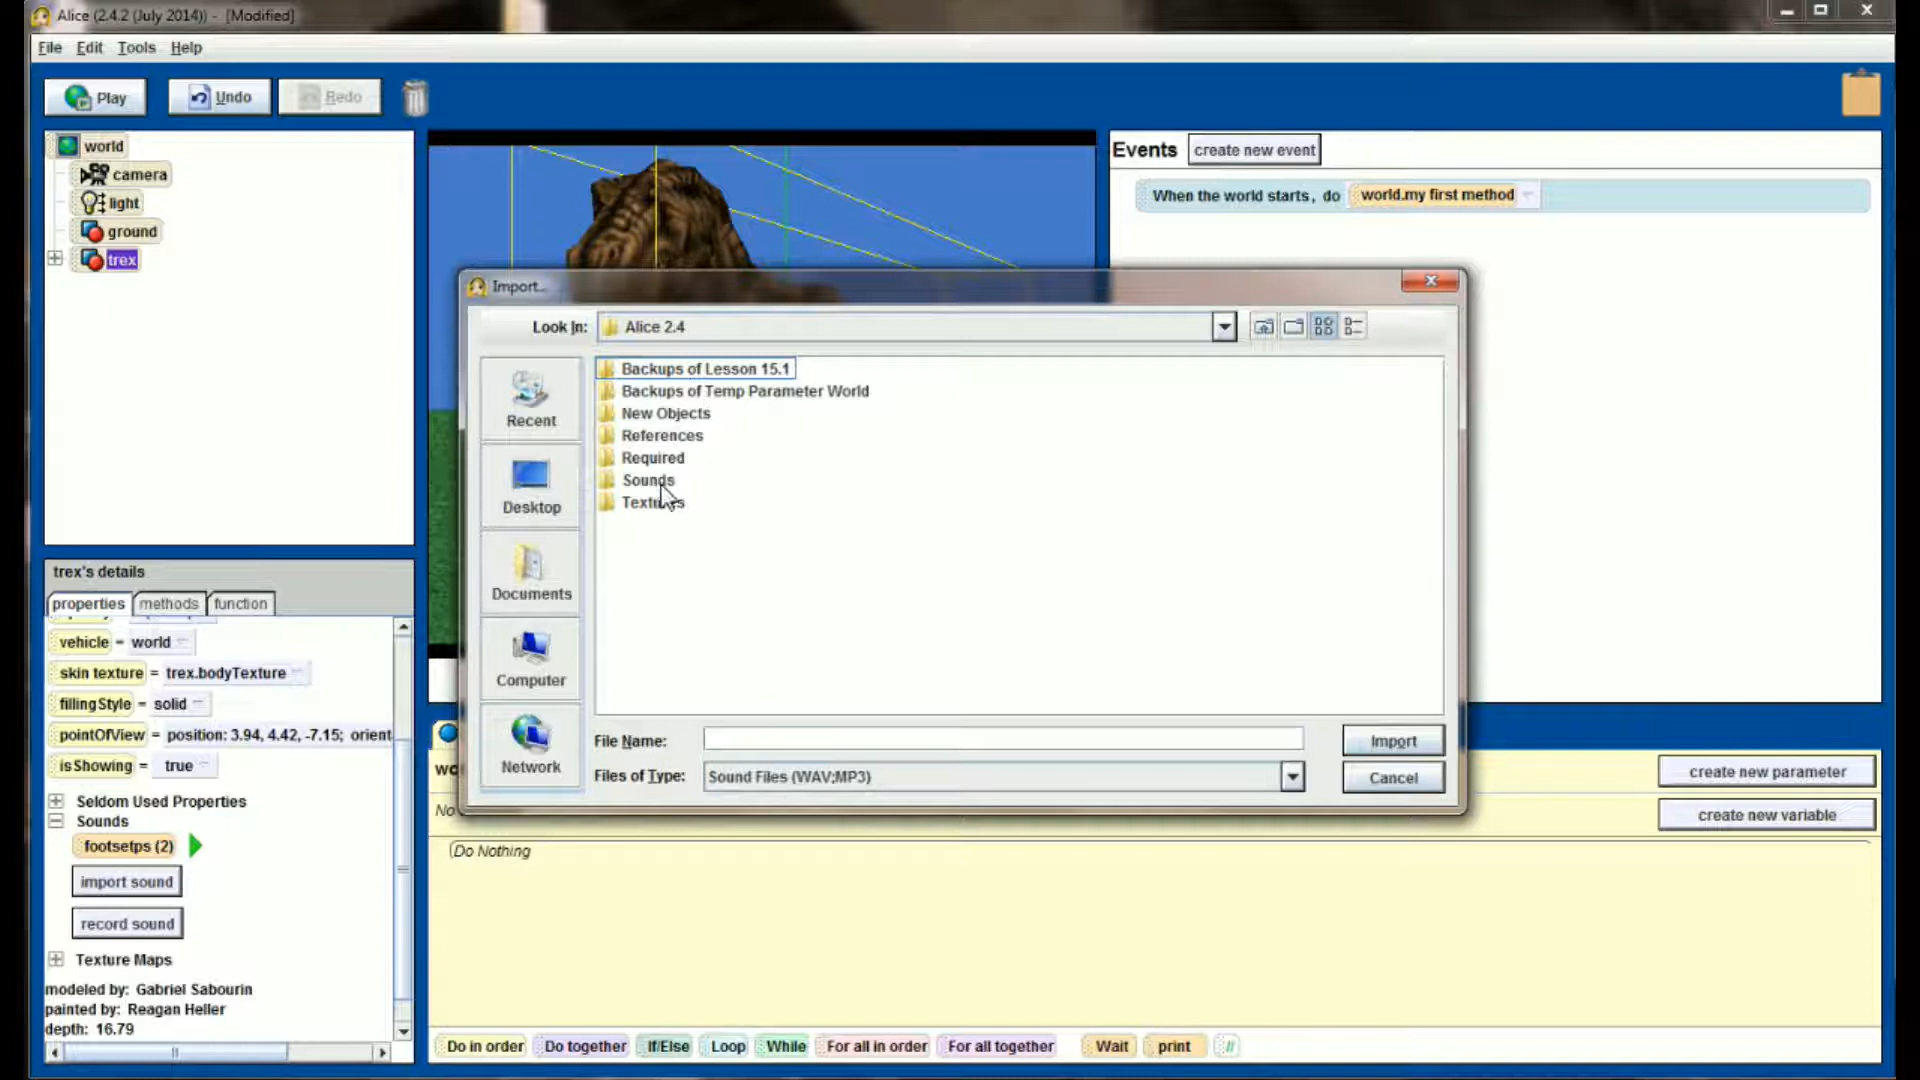 Alice (2.4.2 (July 2014)) - [Modified]
File Edit Tools Help
Play Undo Redo
world
camera
light
ground
trex
Events create new event
When the world starts, do world.my first method
Import...
Look In: Alice 2.4
Backups of Lesson 15.1
Backups of Temp Parameter World
New Objects
References
Required
Sounds
Textures
Recent
Desktop
Documents
Computer
Network
File Name:
Import
Files of Type: Sound Files (WAV;MP3)
Cancel
trex's details
properties methods function
vehicle = world
skin texture = trex.bodyTexture
fillingStyle = solid
pointOfView = position: 3.94, 4.42, -7.15; orient
isShowing = true
Seldom Used Properties
Sounds
footsetps (2)
import sound
record sound
Texture Maps
modeled by: Gabriel Sabourin
painted by: Reagan Heller
depth: 16.79
create new parameter
No
create new variable
(Do Nothing
Do in order Do together If/Else Loop While For all in order For all together Wait print //